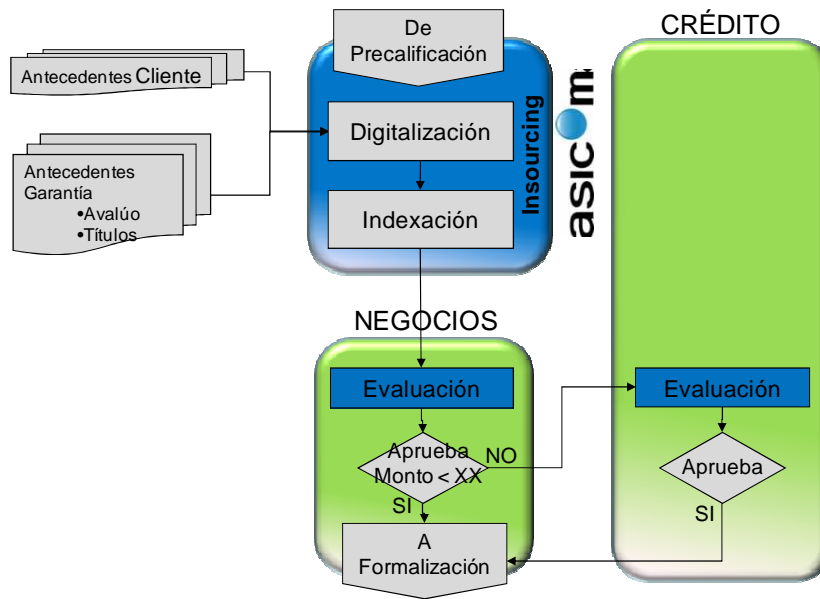 De
Precalificación
CRÉDITO
Antecedentes Cliente
Digitalización
Antecedentes
Garantía
•Avalúo
•Títulos
Indexación
Insourcing
asicom
NEGOCIOS
Evaluación
Evaluación
Aprueba
Monto < XX
NO
SI
Aprueba
SI
A
Formalización